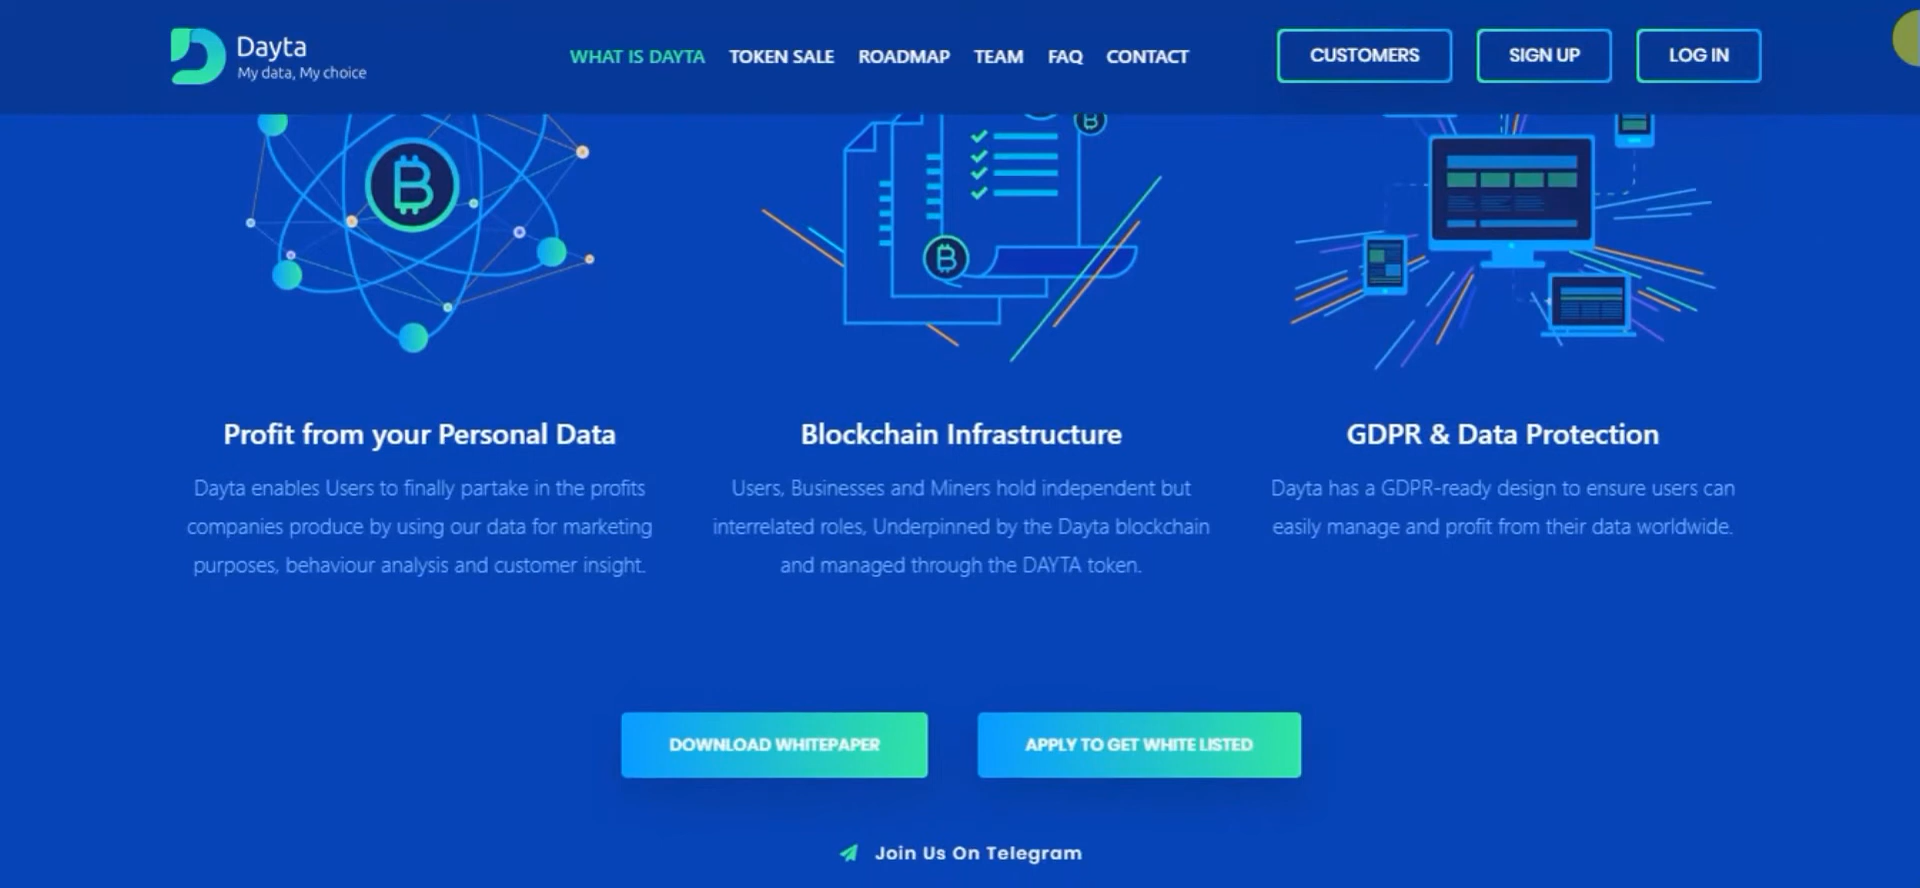 Dayta
My data, My choice
WHAT IS DAYTA TOKEN SALE ROADMAP TEAM FAQ CONTACT CUSTOMERS SIGN UP LOG IN
Profit from your Personal Data
Dayta enables Users to finally partake in the profits
companies produce by using our data for marketing
purposes, behaviour analysis and customer insight.
Blockchain Infrastructure
Users, Businesses and Miners hold independent but
interrelated roles, Underpinned by the Dayta blockchain
and managed through the DAYTA token.
GDPR & Data Protection
Dayta has a GDPR-ready design to ensure users can
easily manage and profit from their data worldwide.
DOWNLOAD WHITEPAPER APPLY TO GET WHITE LISTED
Join Us On Telegram